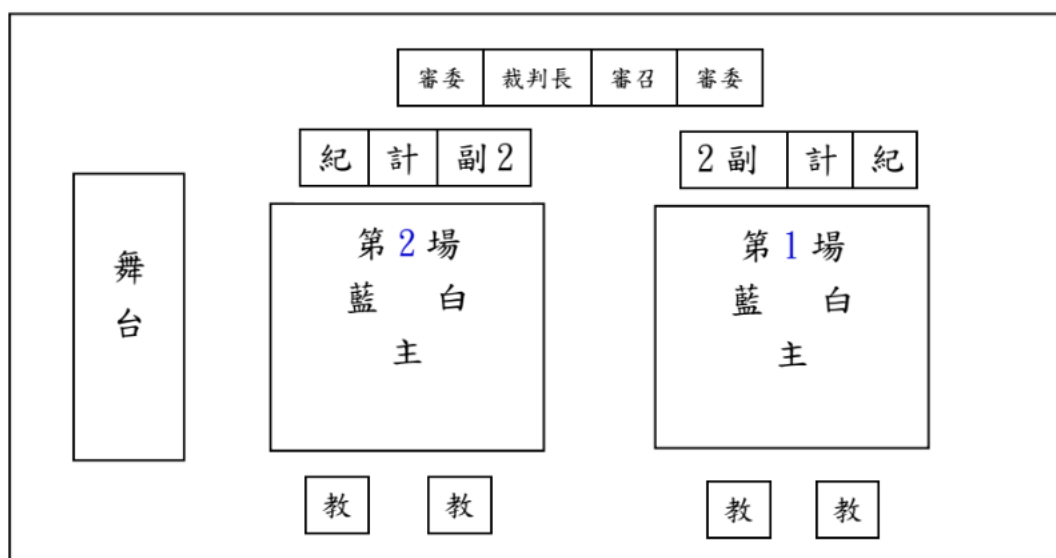 審委 裁判長 審召 審委
紀 計 副2 2副 計 紀
舞台
第2場
藍 白
主
第1場
藍 白
主
教 教 教 教